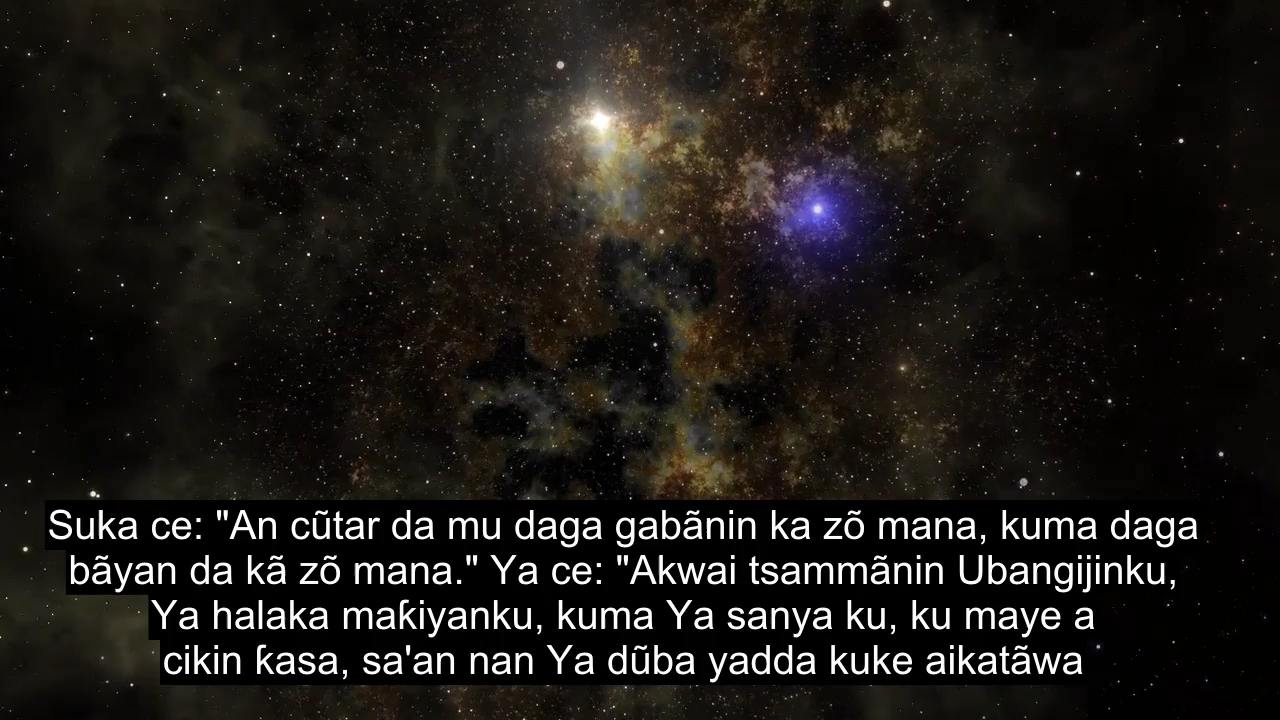 Suka ce: "An cũtar da mu daga gabãnin ka zõ mana, kuma daga
bãyan da kã zõ mana." Ya ce: "Akwai tsammãnin Ubangijinku,
Ya halaka maƙiyanku, kuma Ya sanya ku, ku maye a
cikin ƙasa, sa'an nan Ya dũba yadda kuke aikatãwa